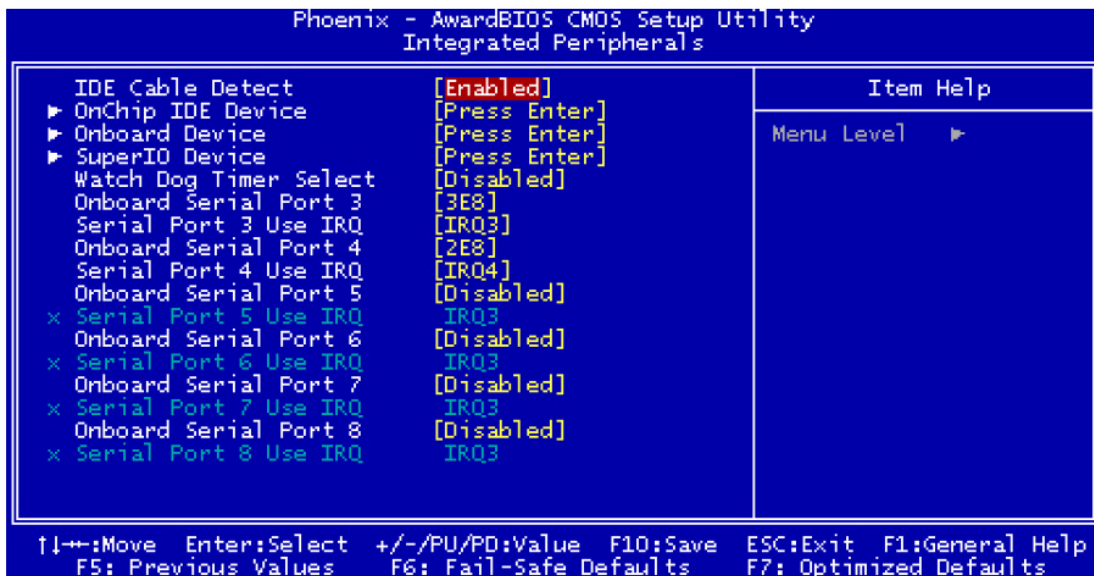 Phoenix - AwardBIOS CMOS Setup Utility
Integrated Peripherals
IDE Cable Detect [Enabled]
► OnChip IDE Device [Press Enter]
► Onboard Device [Press Enter]
► SuperIO Device [Press Enter]
Watch Dog Timer Select [Disabled]
Onboard Serial Port 3 [3E8]
Serial Port 3 Use IRQ [IRQ3]
Onboard Serial Port 4 [2E8]
Serial Port 4 Use IRQ [IRQ4]
Onboard Serial Port 5 [Disabled]
x Serial Port 5 Use IRQ IRQ3
Onboard Serial Port 6 [Disabled]
x Serial Port 6 Use IRQ IRQ3
Onboard Serial Port 7 [Disabled]
x Serial Port 7 Use IRQ IRQ3
Onboard Serial Port 8 [Disabled]
x Serial Port 8 Use IRQ IRQ3
Item Help
Menu Level ►
↑↓→←:Move Enter:Select +/-/PU/PD:Value F10:Save ESC:Exit F1:General Help
F5: Previous Values F6: Fail-Safe Defaults F7: Optimized Defaults